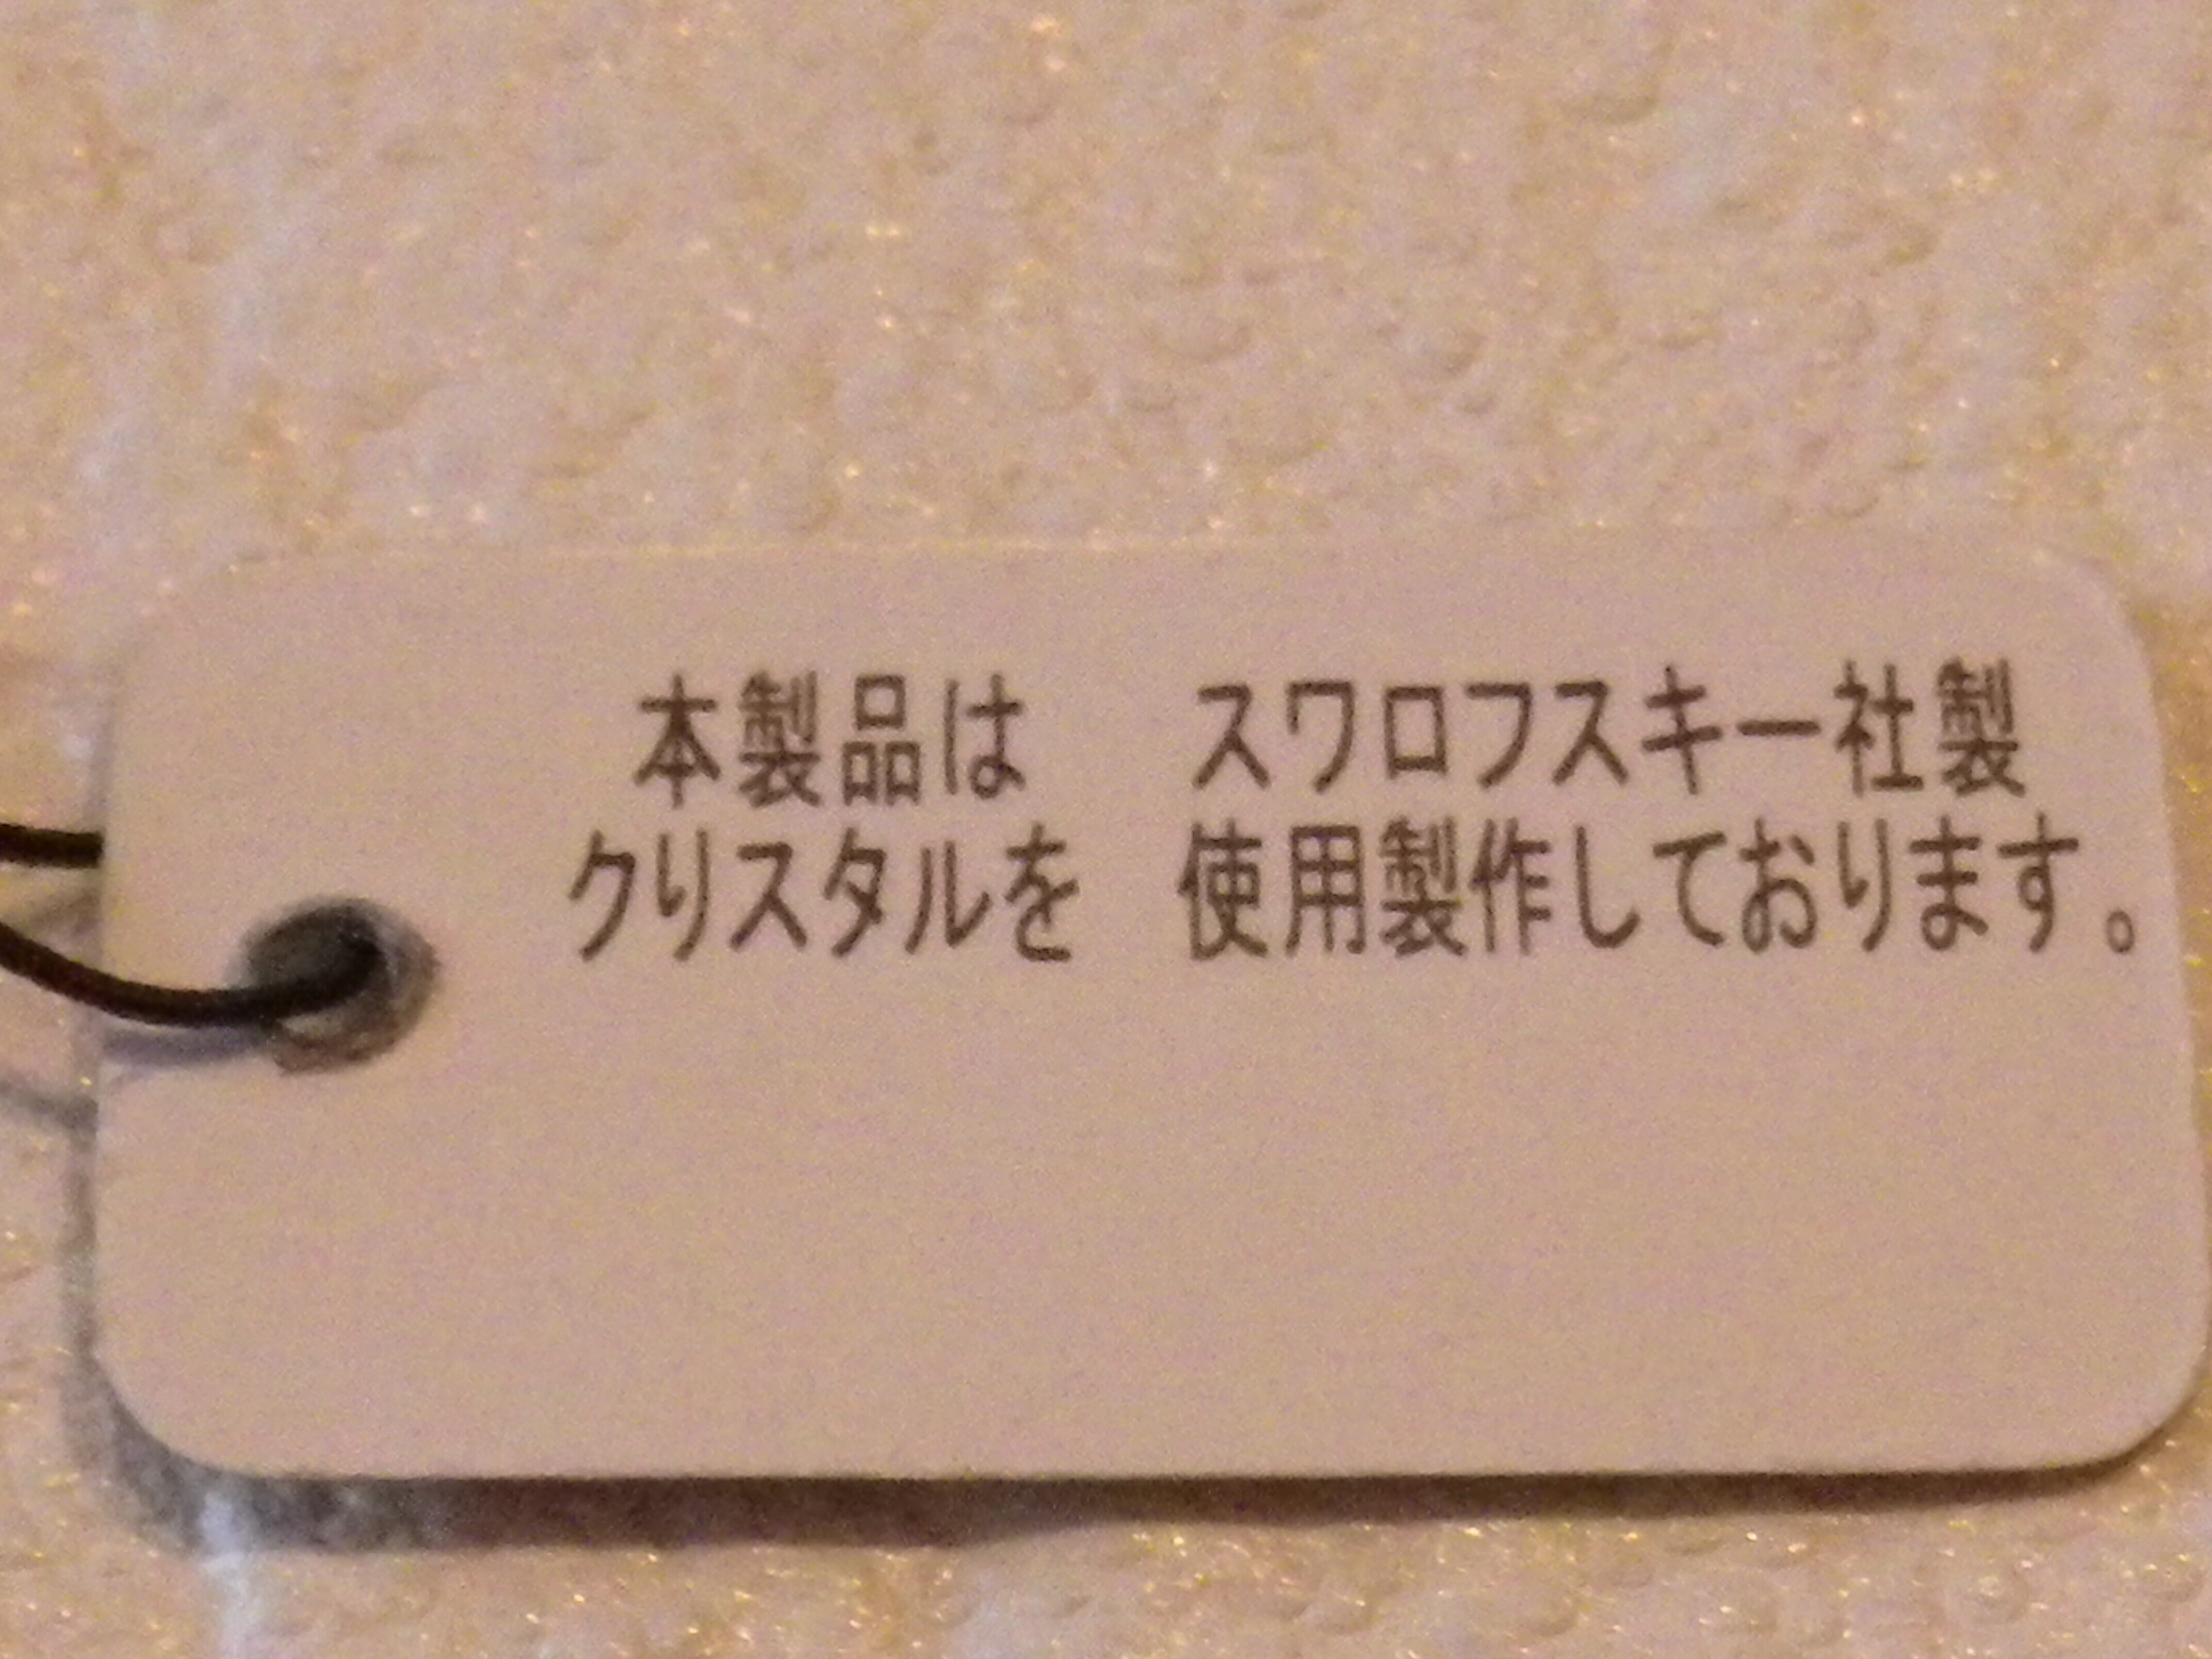 本製品は　スワロフスキー社製
クリスタルを　使用製作しております。